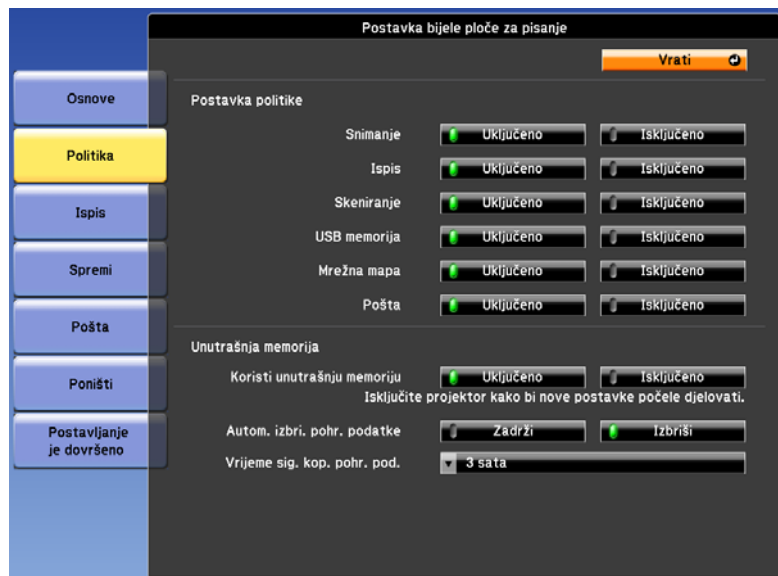 Postavka bijele ploče za pisanje
Vrati
Osnove
Politika
Ispis
Spremi
Pošta
Poništi
Postavljanje
je dovršeno
Postavka politike
Snimanje Uključeno Isključeno
Ispis Uključeno Isključeno
Skeniranje Uključeno Isključeno
USB memorija Uključeno Isključeno
Mrežna mapa Uključeno Isključeno
Pošta Uključeno Isključeno
Unutrašnja memorija
Koristi unutrašnju memoriju Uključeno Isključeno
Isključite projektor kako bi nove postavke počele djelovati.
Autom. izbri. pohr. podatke Zadrži Izbriši
Vrijeme sig. kop. pohr. pod. 3 sata